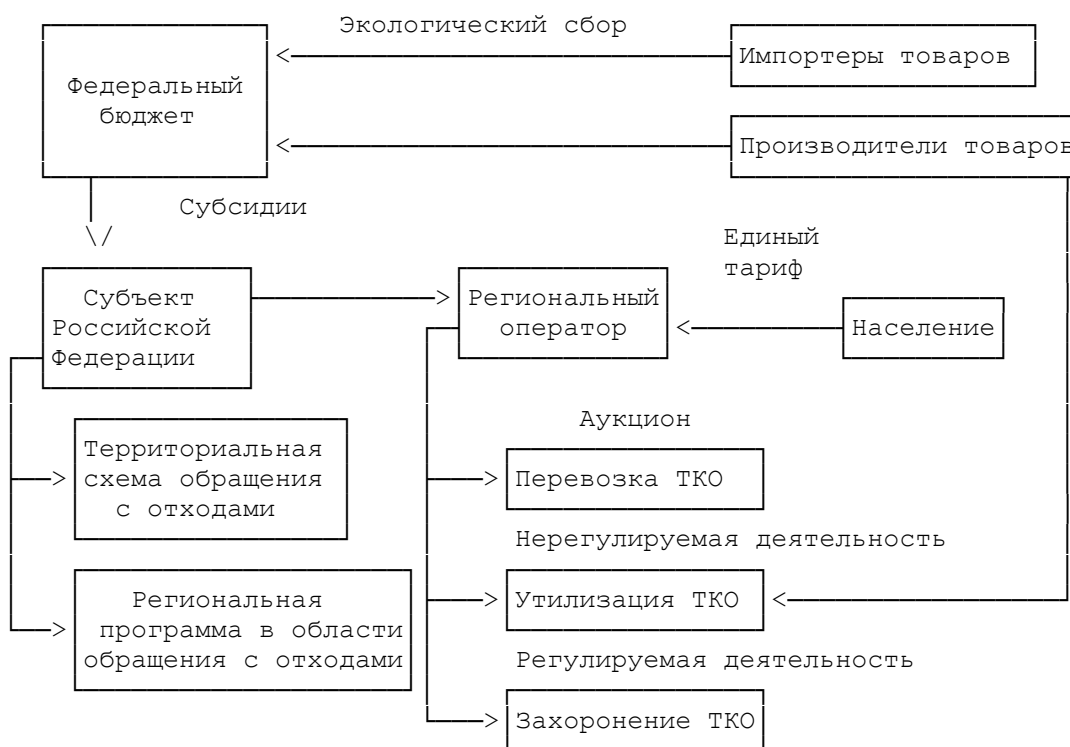 Экологический сбор
Импортеры товаров
Федеральный
бюджет
Производители товаров
Субсидии
Единый
тариф
Субъект
Российской
Федерации
Региональный
оператор
Население
Аукцион
Территориальная
схема обращения
с отходами
Перевозка ТКО
Нерегулируемая деятельность
Региональная
программа в области
обращения с отходами
Утилизация ТКО
Регулируемая деятельность
Захоронение ТКО